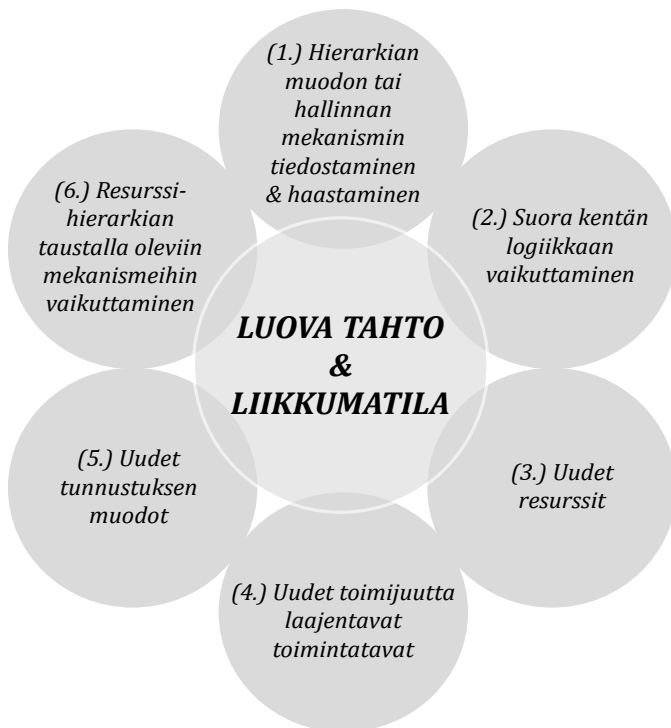 (1.) Hierarkian
muodon tai
hallinnan
mekanismin
tiedostaminen
& haastaminen
(2.) Suora kentän
logiikkaan
vaikuttaminen
(3.) Uudet
resurssit
(4.) Uudet toimijuutta
laajentavat
toimintatavat
(5.) Uudet
tunnustuksen
muodot
(6.) Resurssi-
hierarkian
taustalla oleviin
mekanismeihin
vaikuttaminen
LUOVA TAHTO
&
LIIKKUMATILA